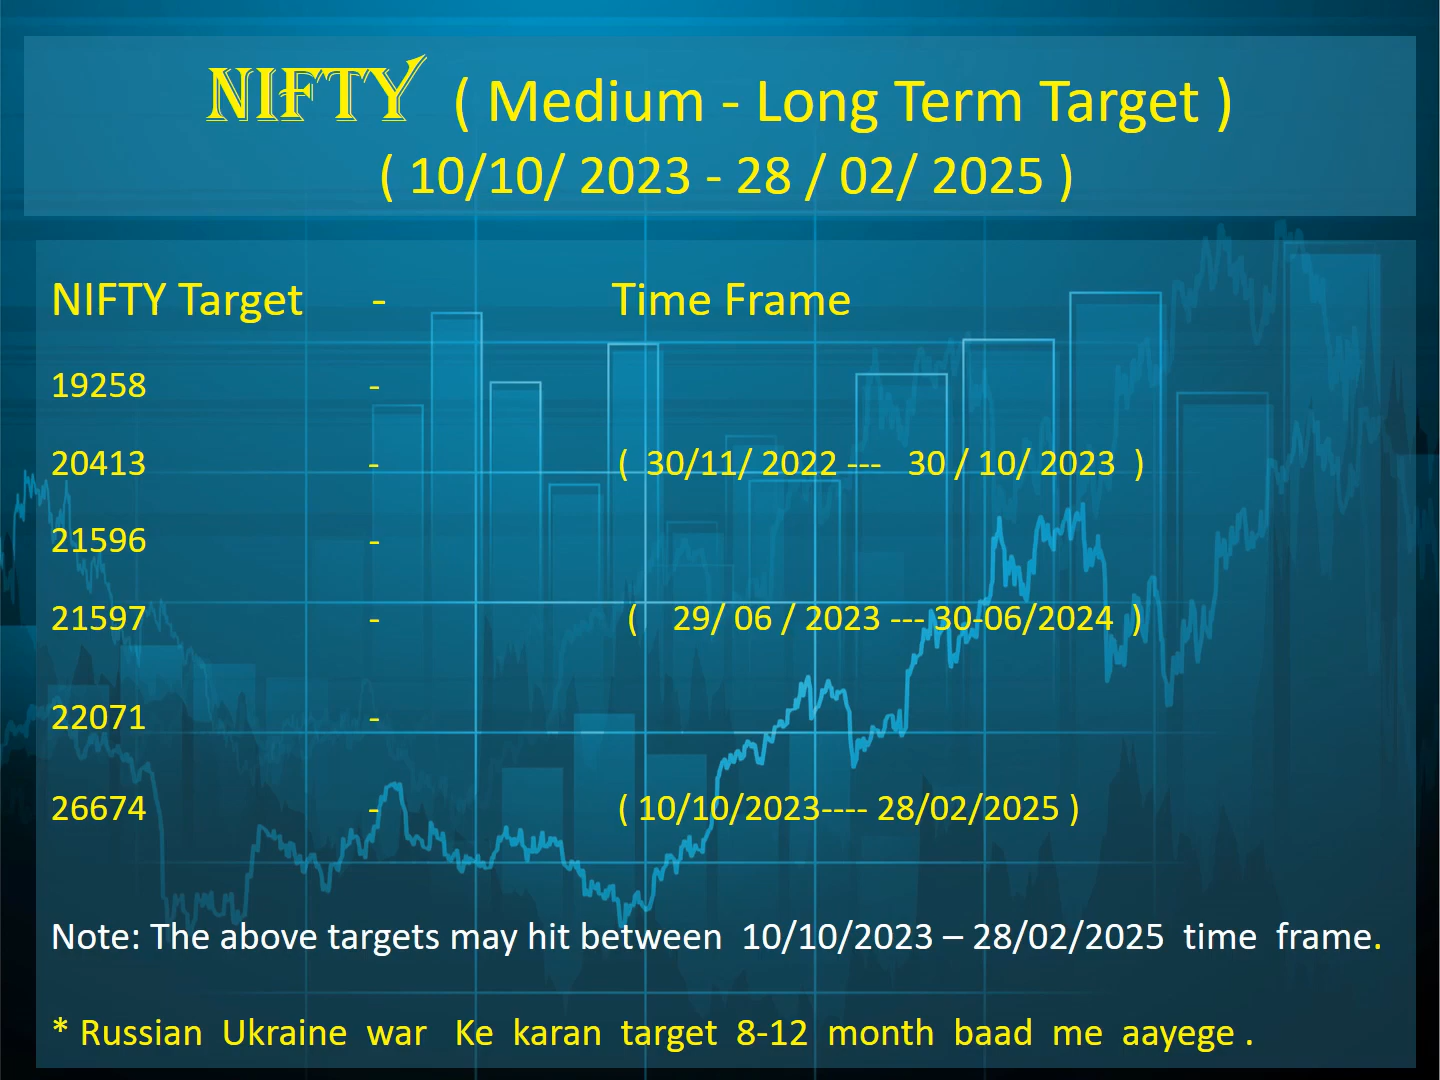 NIFTY ( Medium - Long Term Target )
( 10/10/ 2023 - 28 / 02/ 2025 )
NIFTY Target - Time Frame
19258 -
20413 - ( 30/11/ 2022 --- 30 / 10/ 2023 )
21596 -
21597 - ( 29/ 06 / 2023 --- 30-06/2024 )
22071 -
26674 - ( 10/10/2023---- 28/02/2025 )
Note: The above targets may hit between 10/10/2023 – 28/02/2025 time frame.
* Russian Ukraine war Ke karan target 8-12 month baad me aayege .